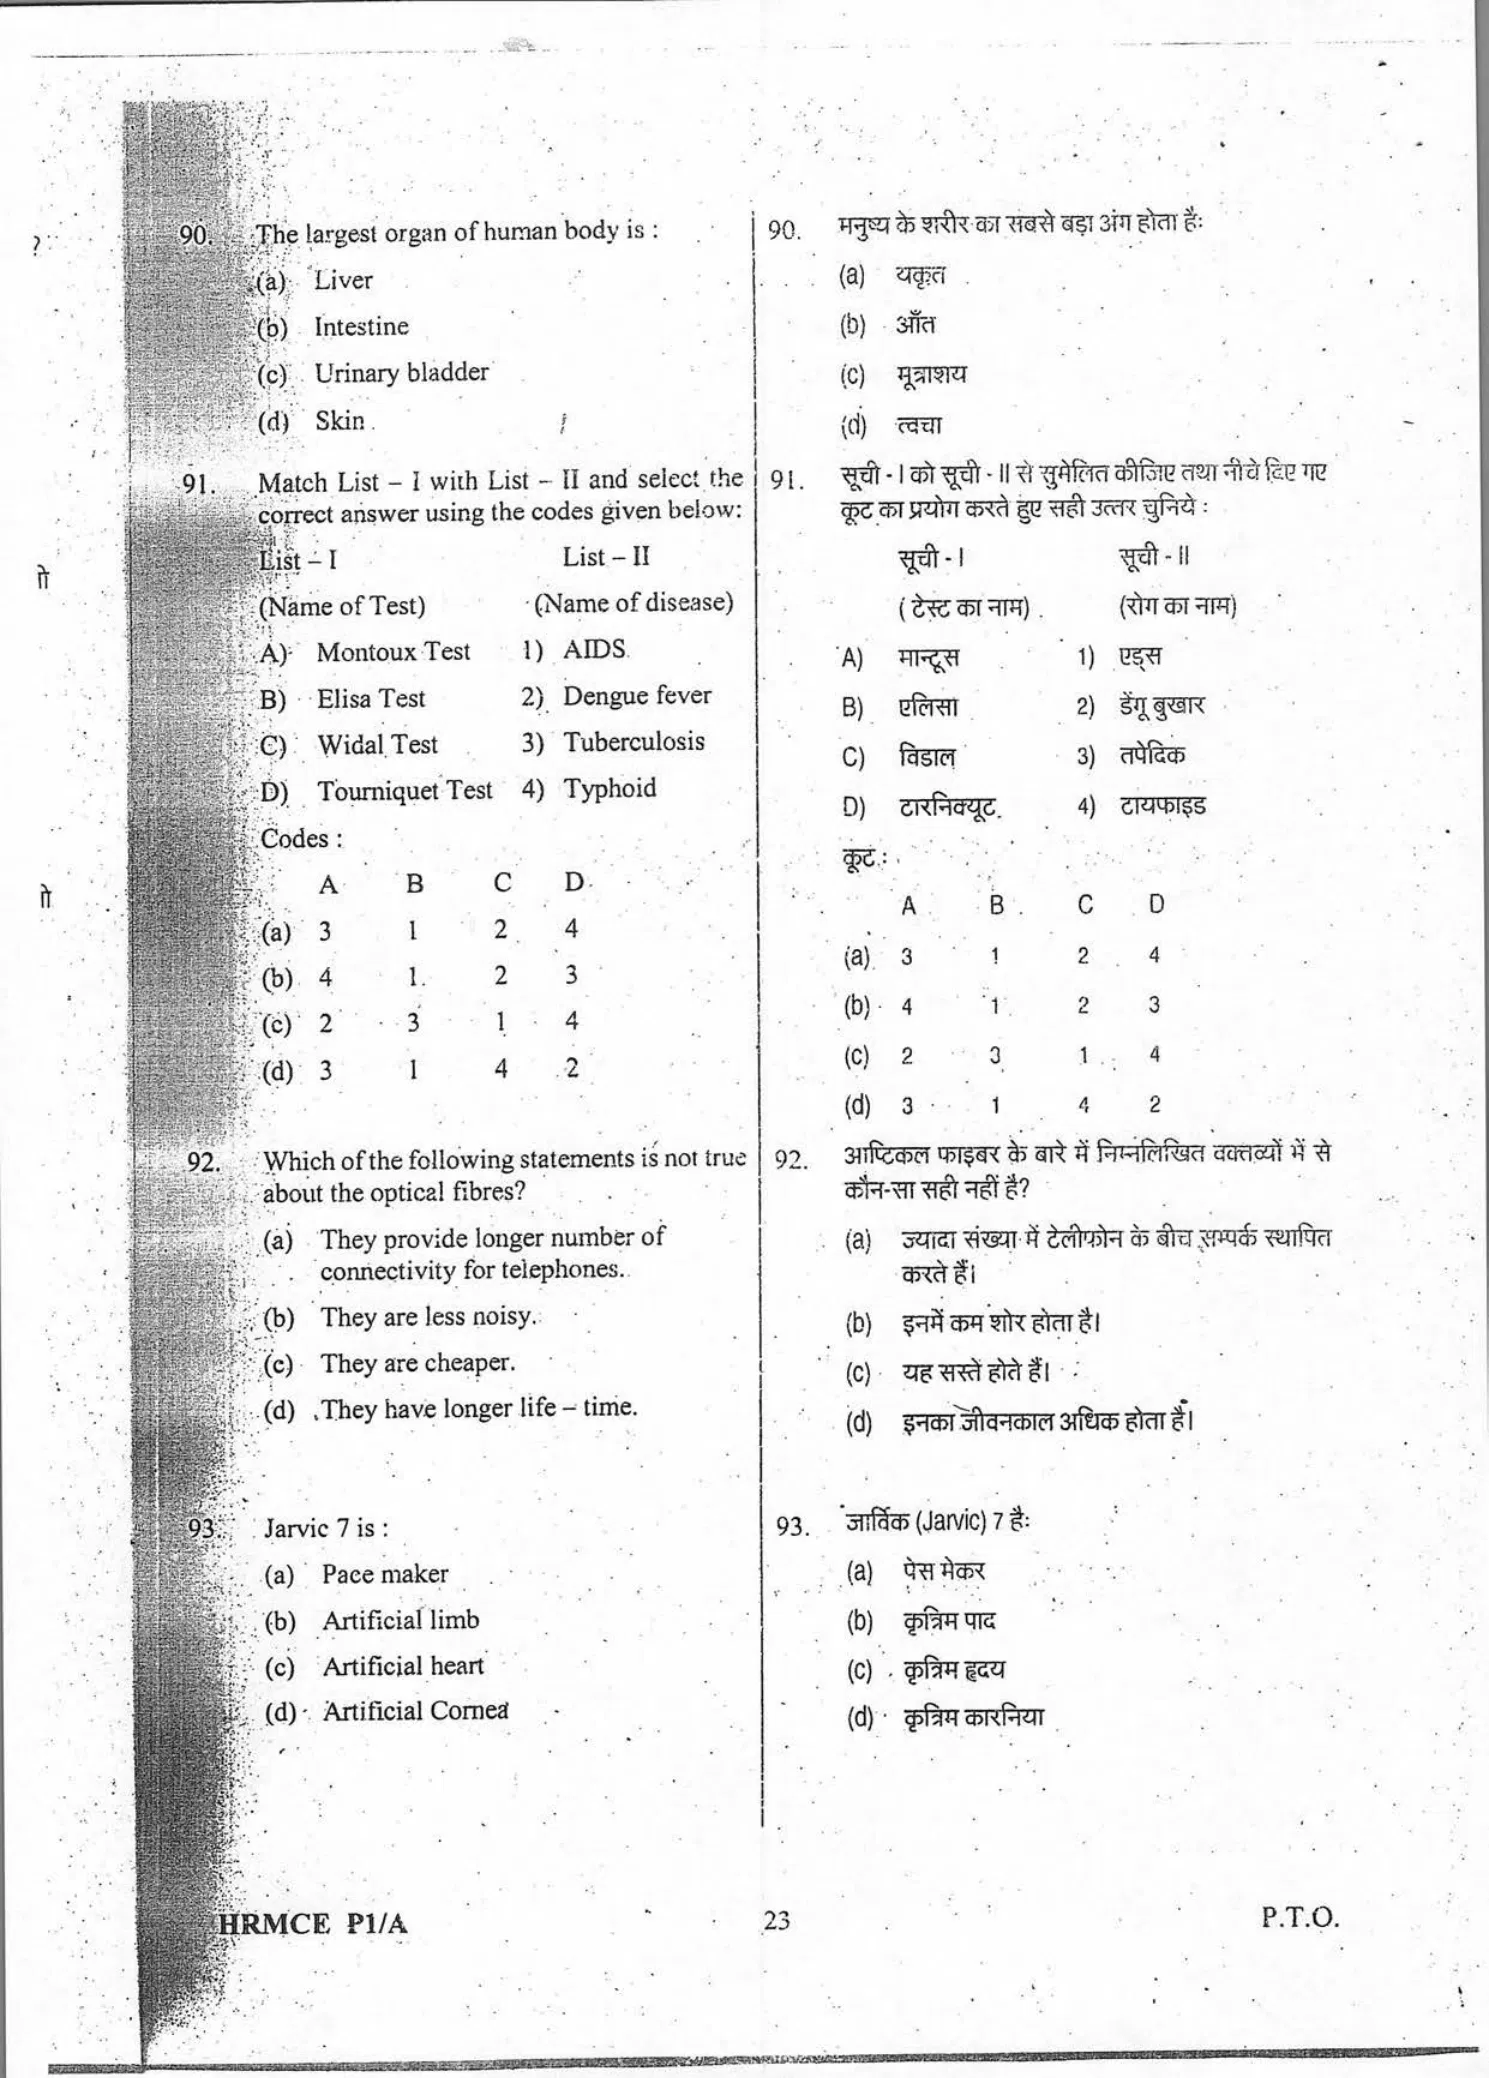 90. The largest organ of human body is :
(a) Liver
(b) Intestine
(c) Urinary bladder
(d) Skin
91. Match List – I with List – II and select the
correct answer using the codes given below:
List – I List – II
(Name of Test) (Name of disease)
A) Montoux Test 1) AIDS
B) Elisa Test 2) Dengue fever
C) Widal Test 3) Tuberculosis
D) Tourniquet Test 4) Typhoid
Codes :
A B C D
(a) 3 1 2 4
(b) 4 1 2 3
(c) 2 3 1 4
(d) 3 1 4 2
92. Which of the following statements is not true
about the optical fibres?
(a) They provide longer number of
connectivity for telephones.
(b) They are less noisy.
(c) They are cheaper.
(d) They have longer life – time.
93. Jarvic 7 is :
(a) Pace maker
(b) Artificial limb
(c) Artificial heart
(d) Artificial Cornea
90. मनुष्य के शरीर का सबसे बड़ा अंग होता हैः
(a) यकृत
(b) आँत
(c) मूत्राशय
(d) त्वचा
91. सूची - I को सूची - II से सुमेलित कीजिए तथा नीचे दिए गए
कूट का प्रयोग करते हुए सही उत्तर चुनिये :
सूची - I सूची - II
( टेस्ट का नाम) (रोग का नाम)
A) मान्टूस 1) एड्स
B) एलिसा 2) डेंगू बुखार
C) विडाल 3) तपेदिक
D) टारनिक्यूट 4) टायफाइड
कूट :
A B C D
(a) 3 1 2 4
(b) 4 1 2 3
(c) 2 3 1 4
(d) 3 1 4 2
92. आप्टिकल फाइबर के बारे में निम्नलिखित वक्तव्यों में से
कौन-सा सही नहीं है?
(a) ज्यादा संख्या में टेलीफोन के बीच सम्पर्क स्थापित
करते हैं।
(b) इनमें कम शोर होता है।
(c) यह सस्तें होते हैं।
(d) इनका जीवनकाल अधिक होता है।
93. जार्विक (Jarvic) 7 हैः
(a) पेस मेकर
(b) कृत्रिम पाद
(c) कृत्रिम हृदय
(d) कृत्रिम कारनिया
HRMCE P1/A 23 P.T.O.